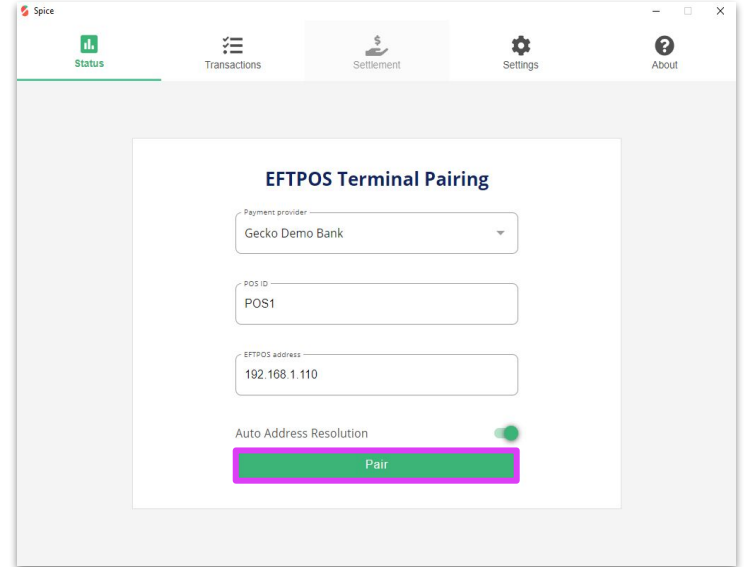 Spice
Status
Transactions
Settlement
Settings
About
EFTPOS Terminal Pairing
Payment provider
Gecko Demo Bank
POS ID
POS1
EFTPOS address
192.168.1.110
Auto Address Resolution
Pair